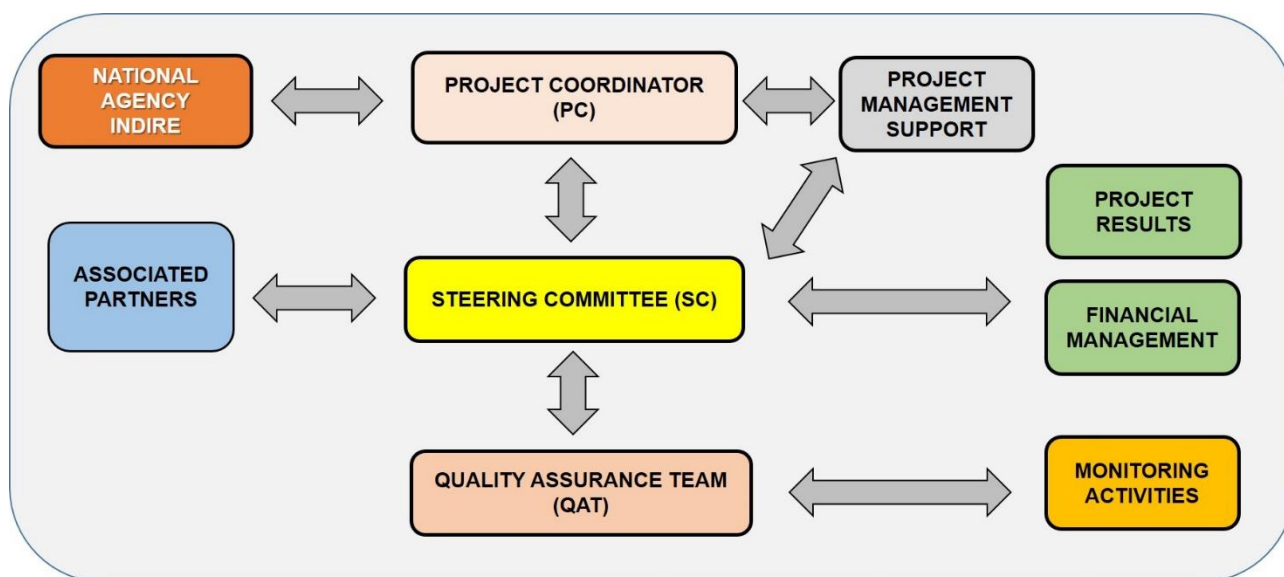 NATIONAL
AGENCY
INDIRE
PROJECT COORDINATOR
(PC)
PROJECT
MANAGEMENT
SUPPORT
PROJECT
RESULTS
ASSOCIATED
PARTNERS
STEERING COMMITTEE (SC)
FINANCIAL
MANAGEMENT
QUALITY ASSURANCE TEAM
(QAT)
MONITORING
ACTIVITIES